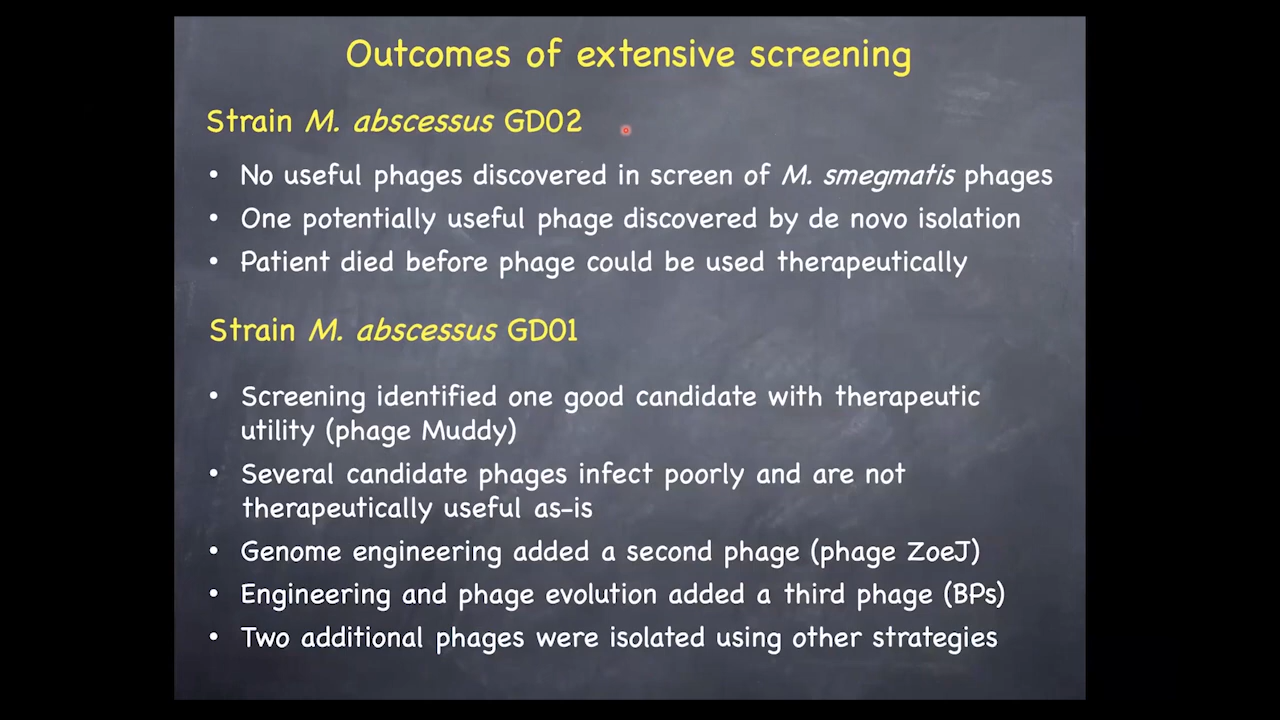 Outcomes of extensive screening
Strain M. abscessus GD02
• No useful phages discovered in screen of M. smegmatis phages
• One potentially useful phage discovered by de novo isolation
• Patient died before phage could be used therapeutically
Strain M. abscessus GD01
• Screening identified one good candidate with therapeutic
utility (phage Muddy)
• Several candidate phages infect poorly and are not
therapeutically useful as-is
• Genome engineering added a second phage (phage ZoeJ)
• Engineering and phage evolution added a third phage (BPs)
• Two additional phages were isolated using other strategies